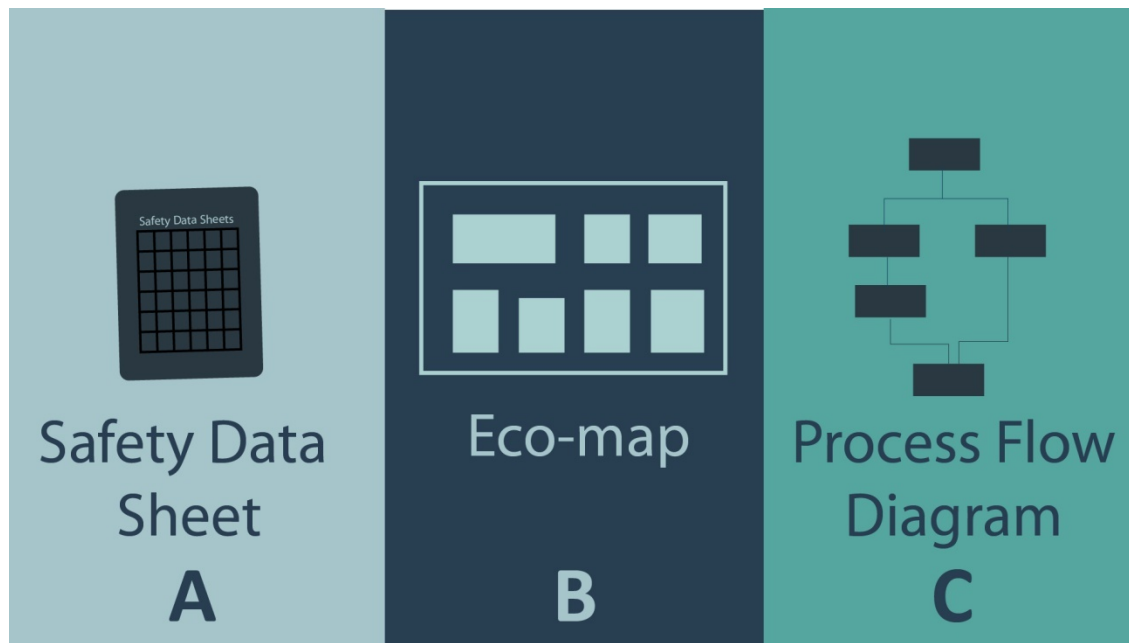 Safety Data Sheets
Safety Data
Sheet
A
Eco-map
B
Process Flow
Diagram
C